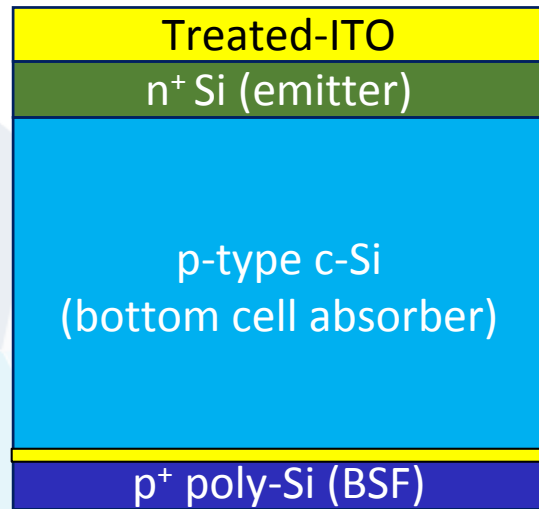 Treated-ITO
n⁺ Si (emitter)
p-type c-Si
(bottom cell absorber)
p⁺ poly-Si (BSF)